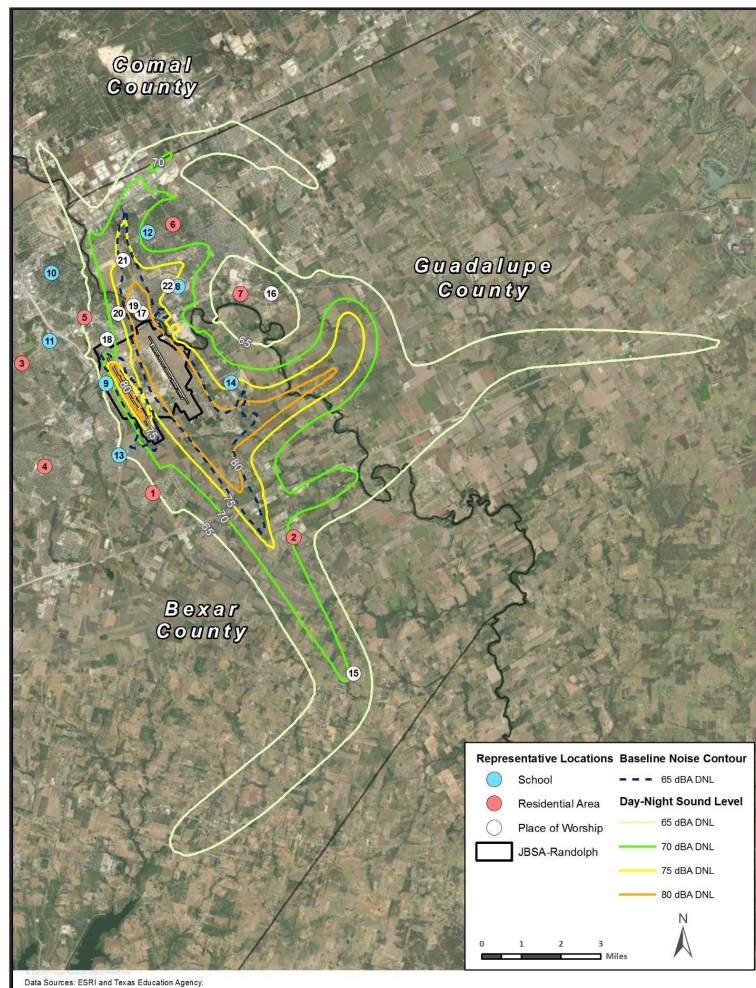 Comal
County
70
6
12
21
10
22
8
Guadalupe
County
7
16
19
17
20
5
18
65
11
3
9
80
14
75
13
4
80
1
75
70
65
2
Bexar
County
15
Representative Locations
School
Residential Area
Place of Worship
JBSA-Randolph
Baseline Noise Contour
65 dBA DNL
Day-Night Sound Level
65 dBA DNL
70 dBA DNL
75 dBA DNL
80 dBA DNL
N
0 1 2 3
Miles
Data Sources: ESRI and Texas Education Agency.